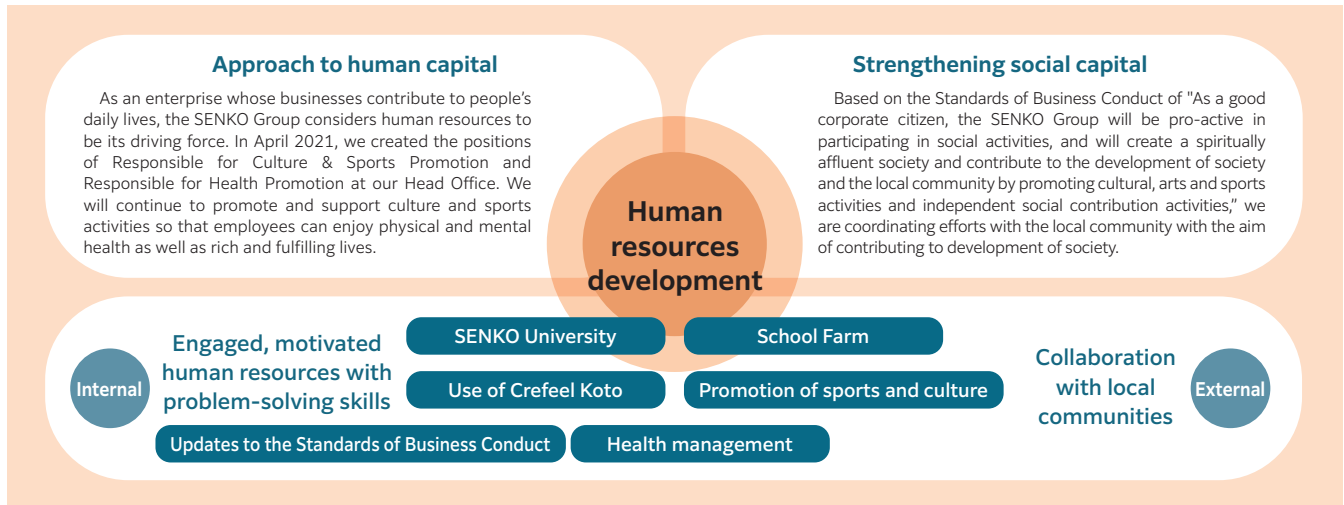 Approach to human capital
As an enterprise whose businesses contribute to people's
daily lives, the SENKO Group considers human resources to
be its driving force. In April 2021, we created the positions
of Responsible for Culture & Sports Promotion and
Responsible for Health Promotion at our Head Office. We
will continue to promote and support culture and sports
activities so that employees can enjoy physical and mental
health as well as rich and fulfilling lives.
Strengthening social capital
Based on the Standards of Business Conduct of "As a good
corporate citizen, the SENKO Group will be pro-active in
participating in social activities, and will create a spiritually
affluent society and contribute to the development of society
and the local community by promoting cultural, arts and sports
activities and independent social contribution activities,” we
are coordinating efforts with the local community with the aim
of contributing to development of society.
Human
resources
development
Internal
Engaged, motivated
human resources with
problem-solving skills
SENKO University
School Farm
Use of Crefeel Koto
Promotion of sports and culture
Updates to the Standards of Business Conduct
Health management
Collaboration
with local
communities
External